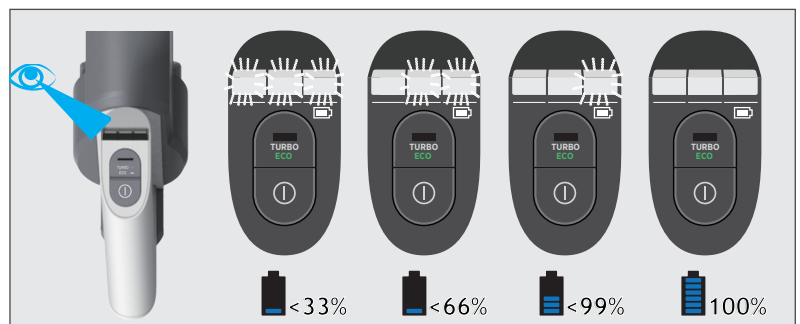 TURBO
ECO
TURBO
ECO
TURBO
ECO
TURBO
ECO
TURBO
ECO
<33%
<66%
<99%
100%